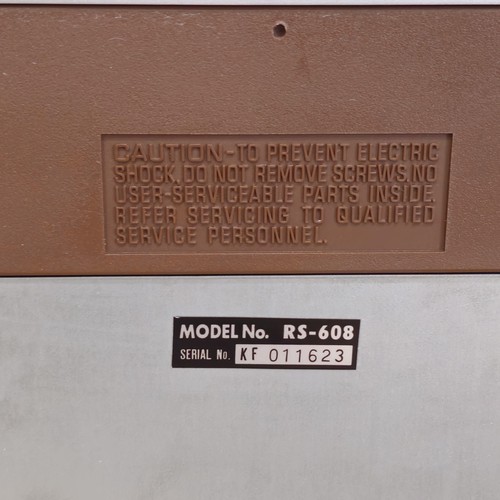 CAUTION-TO PREVENT ELECTRIC
SHOCK, DO NOT REMOVE SCREWS, NO
USER-SERVICEABLE PARTS INSIDE.
REFER SERVICING TO QUALIFIED
SERVICE PERSONNEL.
MODEL No. RS-608
SERIAL No. KF 011623